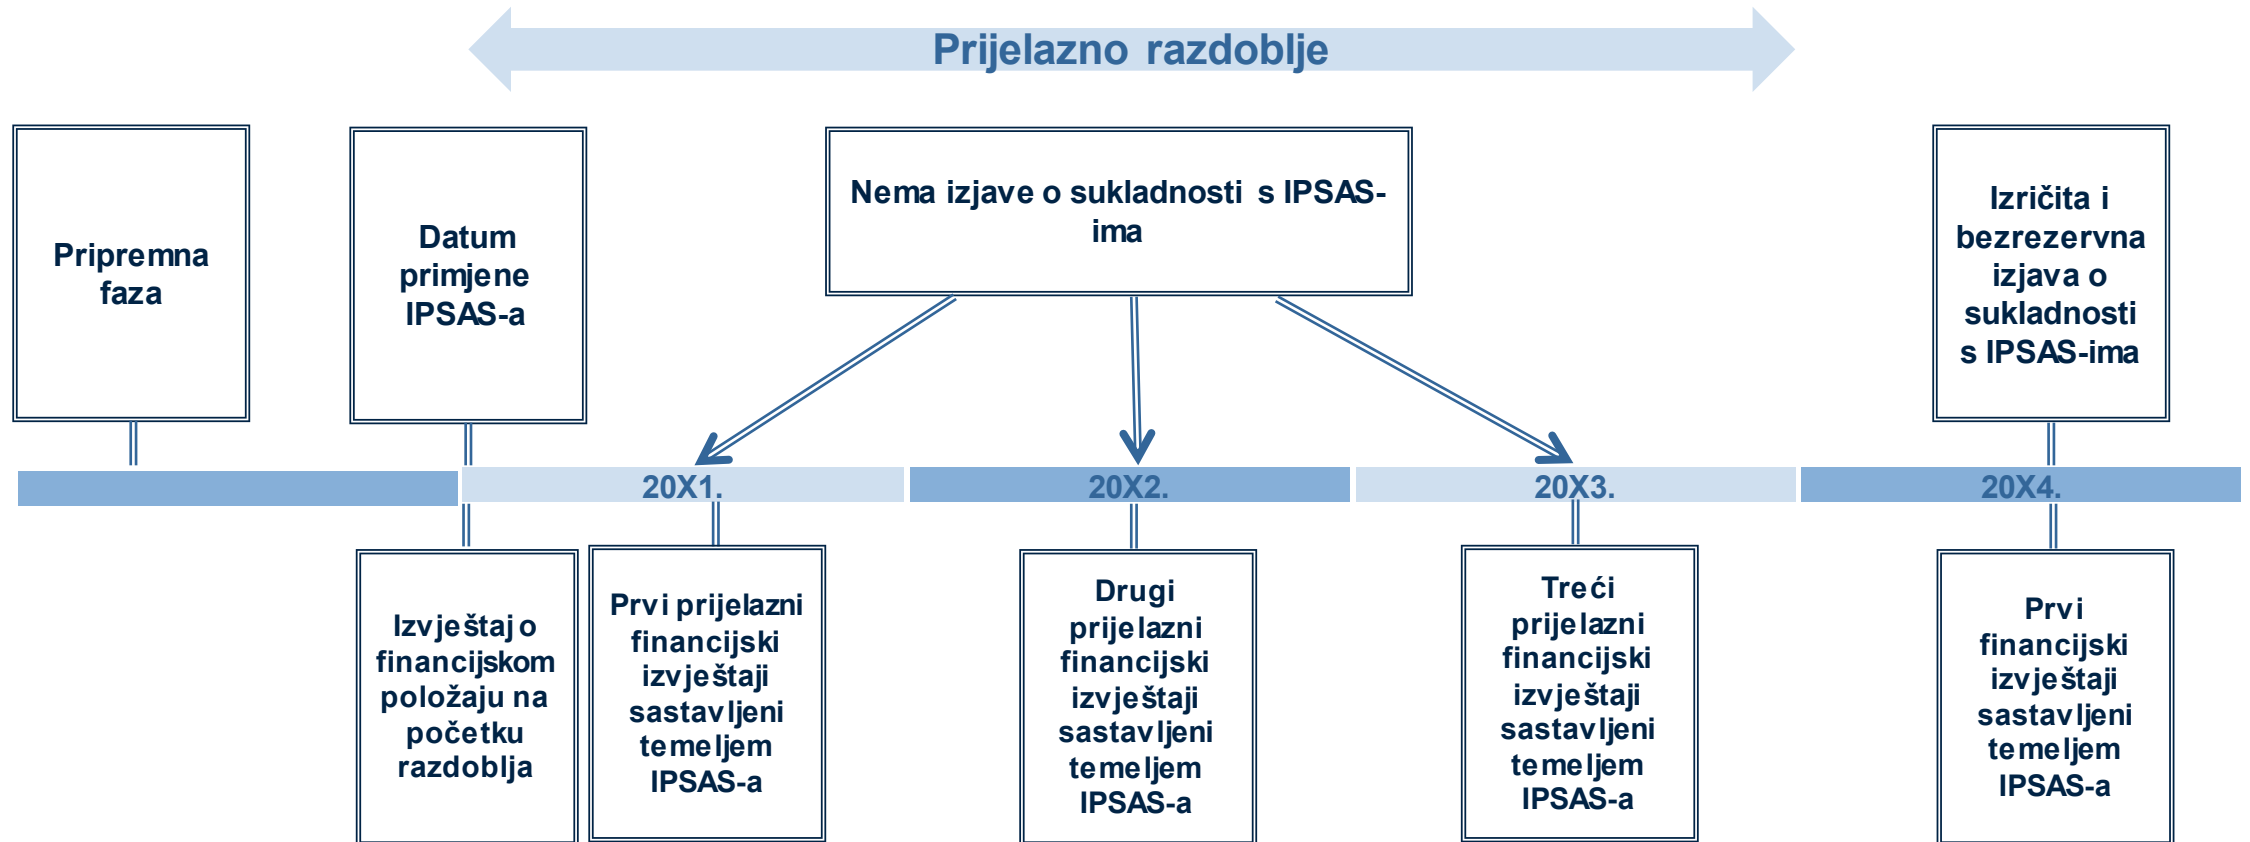 Prijelazno razdoblje
Pripremna
faza
Datum
primjene
IPSAS-a
Nema izjave o sukladnosti s IPSAS-
ima
Izričita i
bezrezervna
izjava o
sukladnosti
s IPSAS-ima
20X1.
20X2.
20X3.
20X4.
Izvještaj o
financijskom
položaju na
početku
razdoblja
Prvi prijelazni
financijski
izvještaji
sastavljeni
temeljem
IPSAS-a
Drugi
prijelazni
financijski
izvještaji
sastavljeni
temeljem
IPSAS-a
Treći
prijelazni
financijski
izvještaji
sastavljeni
temeljem
IPSAS-a
Prvi
financijski
izvještaji
sastavljeni
temeljem
IPSAS-a